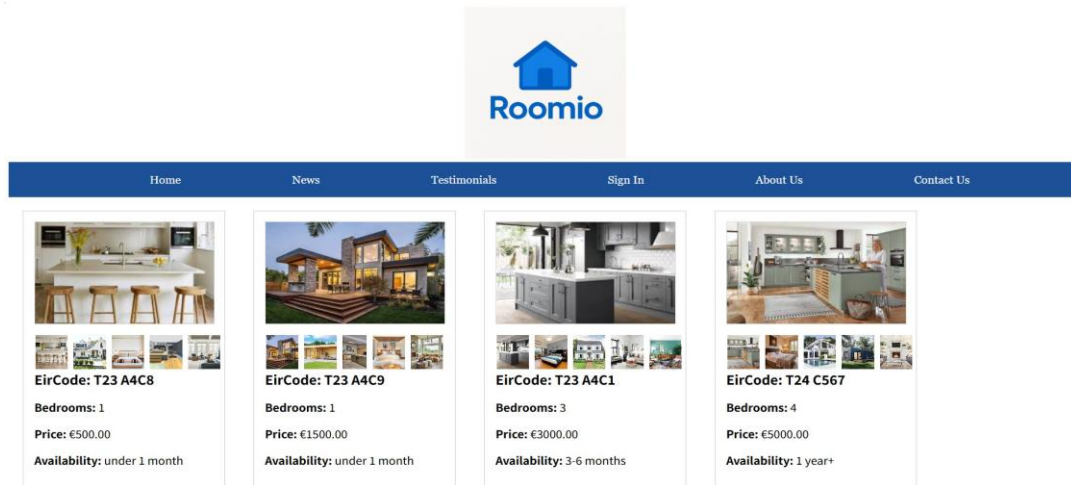 Roomio
Home News Testimonials Sign In About Us Contact Us
EirCode: T23 A4C8
Bedrooms: 1
Price: €500.00
Availability: under 1 month
EirCode: T23 A4C9
Bedrooms: 1
Price: €1500.00
Availability: under 1 month
EirCode: T23 A4C1
Bedrooms: 3
Price: €3000.00
Availability: 3-6 months
EirCode: T24 C567
Bedrooms: 4
Price: €5000.00
Availability: 1 year+